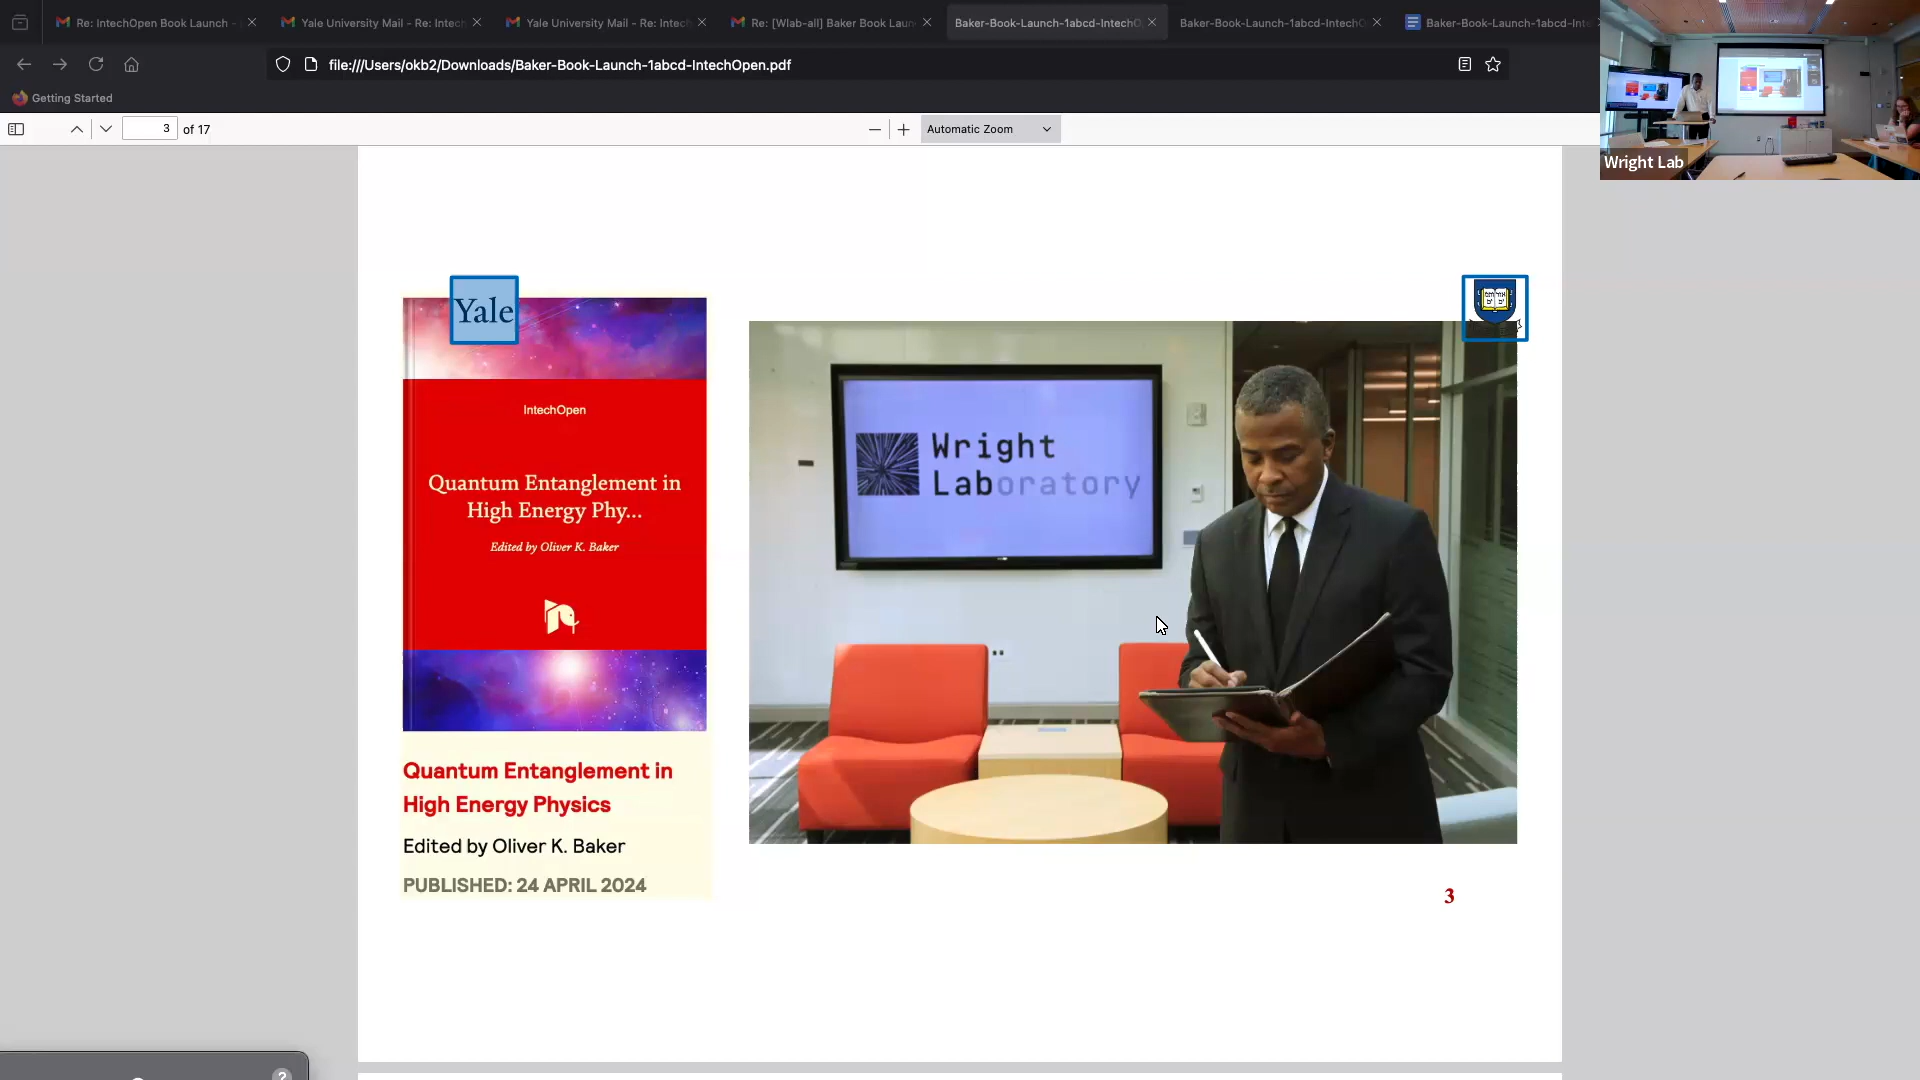 Re: IntechOpen Book Launch -
Yale University Mail - Re: Intech
Yale University Mail - Re: Intech
Re: [Wlab-all] Baker Book Laun
Baker-Book-Launch-1abcd-IntechO
Baker-Book-Launch-1abcd-IntechO
Baker-Book-Launch-1abcd-Inte
file:///Users/okb2/Downloads/Baker-Book-Launch-1abcd-IntechOpen.pdf
Getting Started
3 of 17
Automatic Zoom
Wright Lab
Yale
IntechOpen
Quantum Entanglement in
High Energy Phy...
Edited by Oliver K. Baker
Wright
Laboratory
Quantum Entanglement in
High Energy Physics
Edited by Oliver K. Baker
PUBLISHED: 24 APRIL 2024
3
?